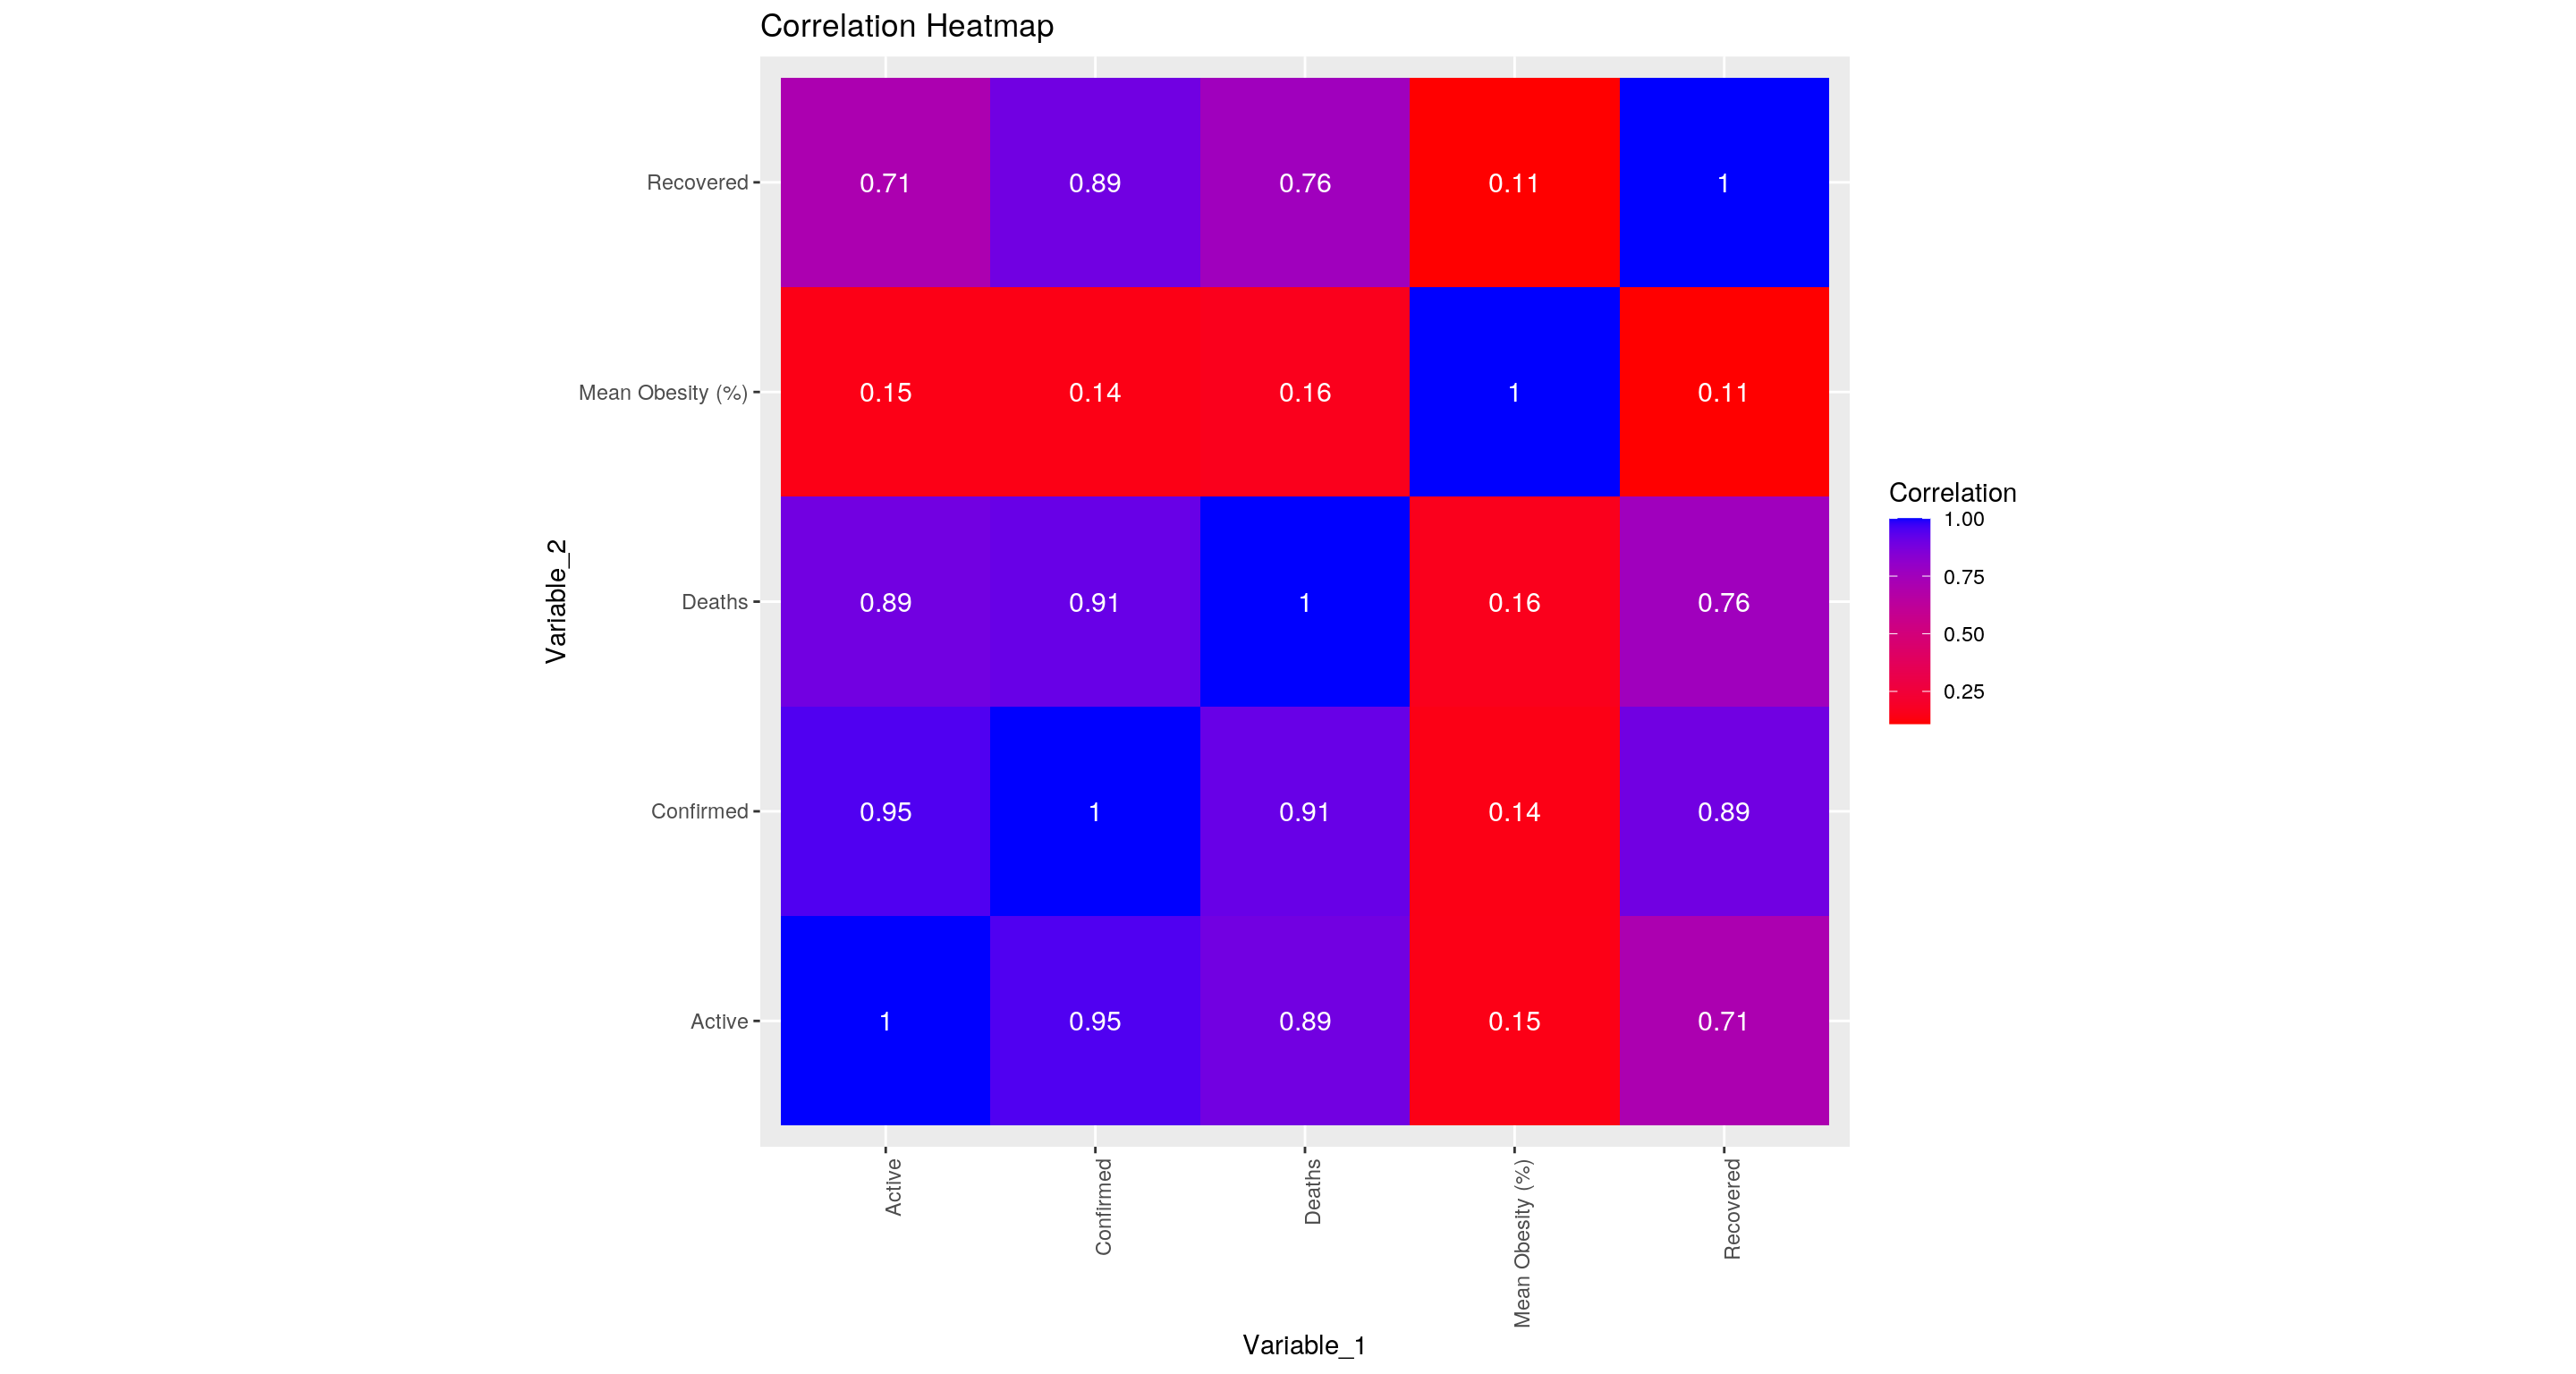 Correlation Heatmap
Recovered
0.71 0.89 0.76 0.11 1
Mean Obesity (%)
0.15 0.14 0.16 1 0.11
Deaths
0.89 0.91 1 0.16 0.76
Confirmed
0.95 1 0.91 0.14 0.89
Active
1 0.95 0.89 0.15 0.71
Variable_2
Active
Confirmed
Deaths
Mean Obesity (%)
Recovered
Variable_1
Correlation
1.00
0.75
0.50
0.25